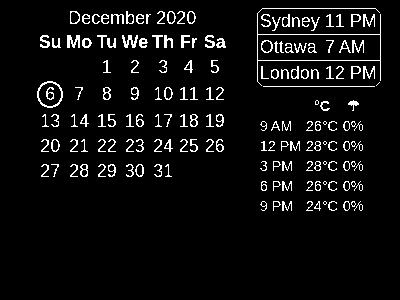 December 2020
Su Mo Tu We Th Fr Sa
1 2 3 4 5
6 7 8 9 10 11 12
13 14 15 16 17 18 19
20 21 22 23 24 25 26
27 28 29 30 31
Sydney 11 PM
Ottawa 7 AM
London 12 PM
°C
9 AM 26°C 0%
12 PM 28°C 0%
3 PM 28°C 0%
6 PM 26°C 0%
9 PM 24°C 0%